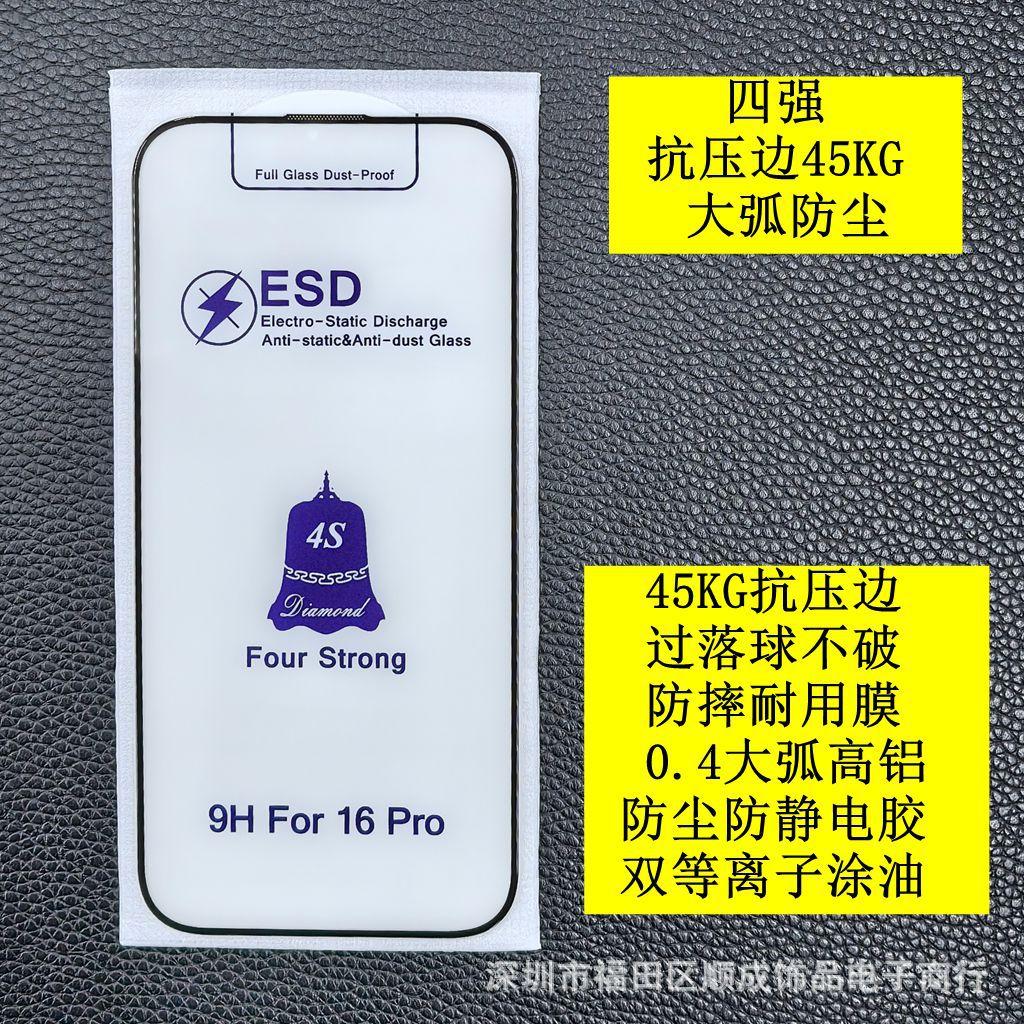 四强
抗压边45KG
大弧防尘
Full Glass Dust-Proof
ESD
Electro-Static Discharge
Anti-static&Anti-dust Glass
4S
Diamond
Four Strong
9H For 16 Pro
45KG抗压边
过落球不破
防摔耐用膜
0.4大弧高铝
防尘防静电胶
双等离子涂油
深圳市福田区顺成饰品电子商行